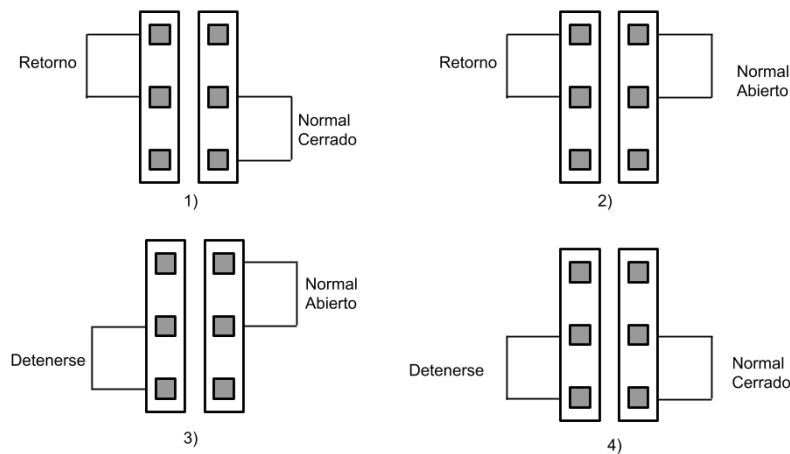 Retorno
Normal
Cerrado
1)
Retorno
Normal
Abierto
2)
Detenerse
Normal
Abierto
3)
Detenerse
Normal
Cerrado
4)